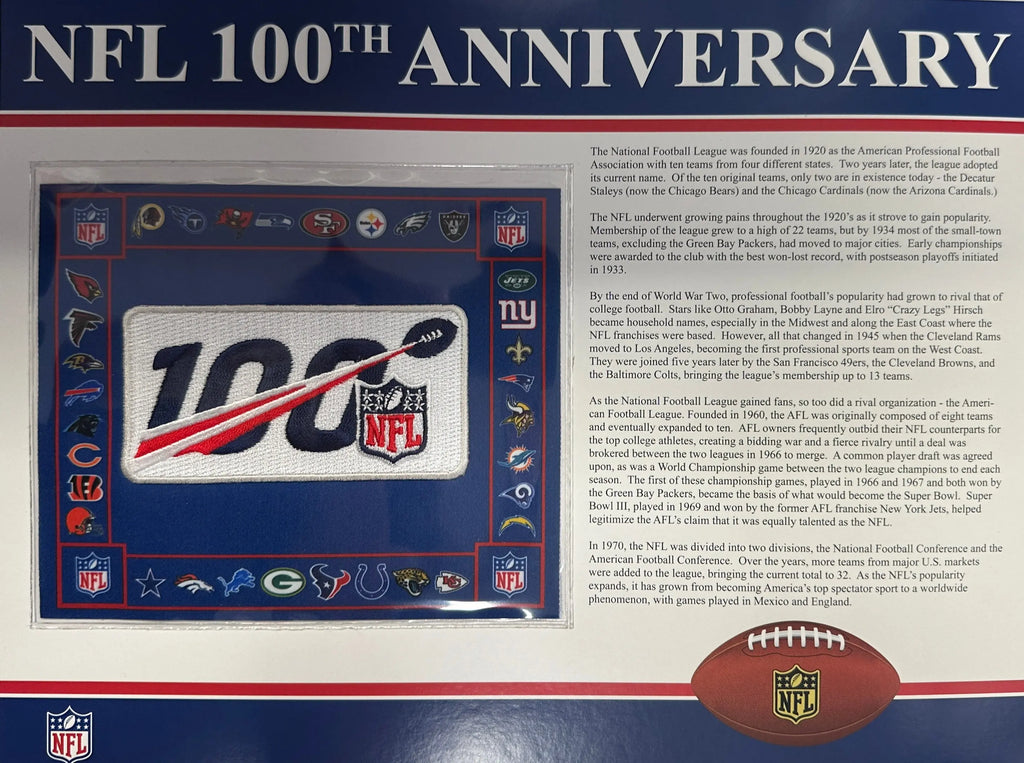 NFL 100TH ANNIVERSARY
The National Football League was founded in 1920 as the American Professional Football
Association with ten teams from four different states. Two years later, the league adopted
its current name. Of the ten original teams, only two are in existence today - the Decatur
Staleys (now the Chicago Bears) and the Chicago Cardinals (now the Arizona Cardinals.)
The NFL underwent growing pains throughout the 1920's as it strove to gain popularity.
Membership of the league grew to a high of 22 teams, but by 1934 most of the small-town
teams, excluding the Green Bay Packers, had moved to major cities. Early championships
were awarded to the club with the best won-lost record, with postseason playoffs initiated
in 1933.
By the end of World War Two, professional football's popularity had grown to rival that of
college football. Stars like Otto Graham, Bobby Layne and Elro “Crazy Legs” Hirsch
became household names, especially in the Midwest and along the East Coast where the
NFL franchises were based. However, all that changed in 1945 when the Cleveland Rams
moved to Los Angeles, becoming the first professional sports team on the West Coast.
They were joined five years later by the San Francisco 49ers, the Cleveland Browns, and
the Baltimore Colts, bringing the league's membership up to 13 teams.
As the National Football League gained fans, so too did a rival organization - the Ameri-
can Football League. Founded in 1960, the AFL was originally composed of eight teams
and eventually expanded to ten. AFL owners frequently outbid their NFL counterparts for
the top college athletes, creating a bidding war and a fierce rivalry until a deal was
brokered between the two leagues in 1966 to merge. A common player draft was agreed
upon, as was a World Championship game between the two league champions to end each
season. The first of these championship games, played in 1966 and 1967 and both won by
the Green Bay Packers, became the basis of what would become the Super Bowl. Super
Bowl III, played in 1969 and won by the former AFL franchise New York Jets, helped
legitimize the AFL's claim that it was equally talented as the NFL.
In 1970, the NFL was divided into two divisions, the National Football Conference and the
American Football Conference. Over the years, more teams from major U.S. markets
were added to the league, bringing the current total to 32. As the NFL's popularity
expands, it has grown from becoming America's top spectator sport to a worldwide
phenomenon, with games played in Mexico and England.
NFL
SF
RAIDERS
NFL
JETS
ny
100
NFL
B
NFL
G
KC
NFL
NFL
NFL